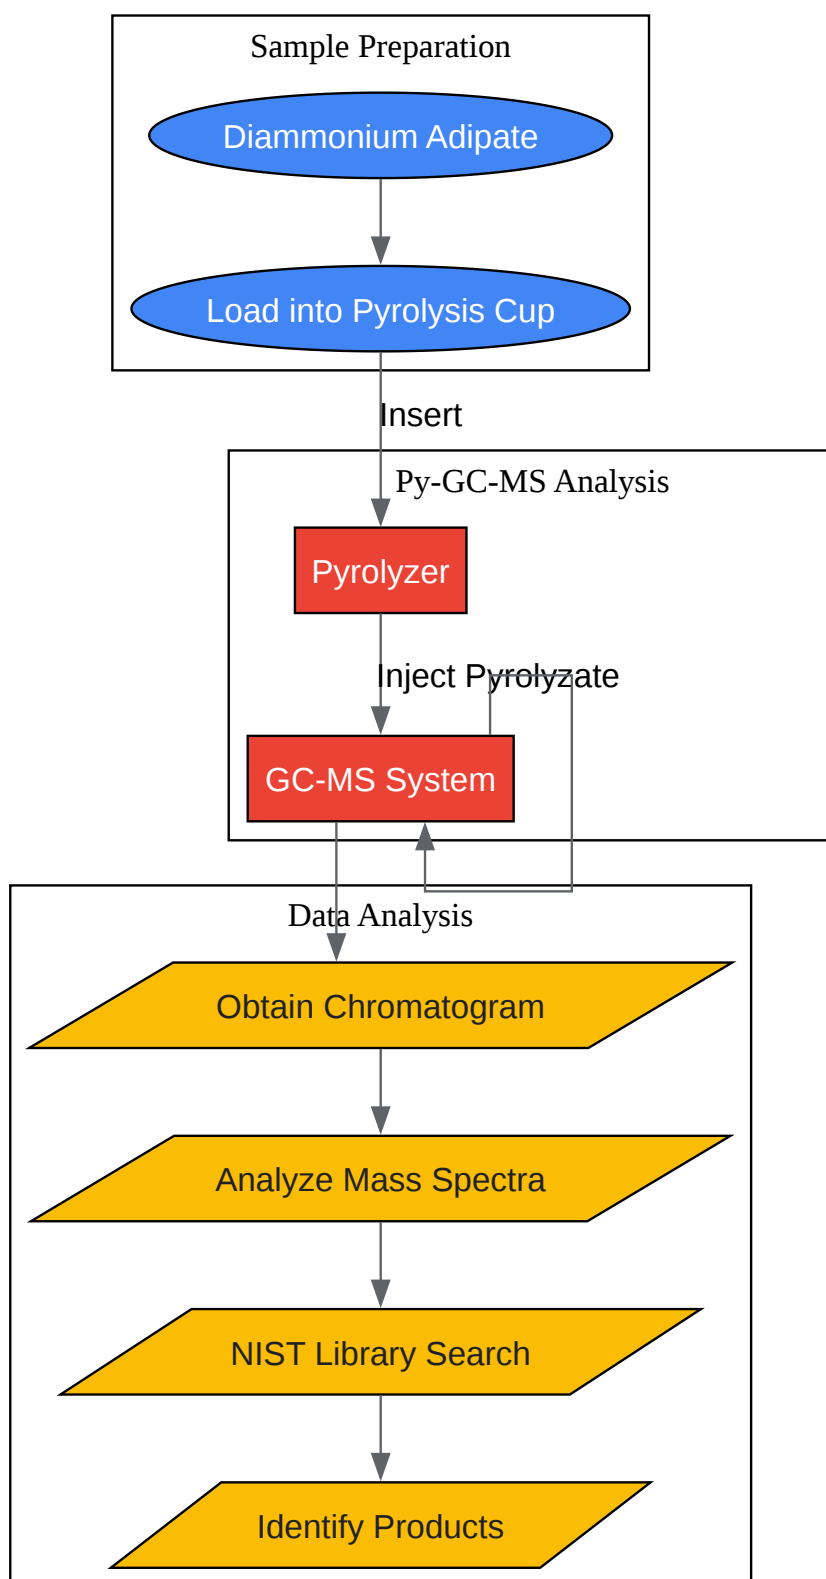 Sample Preparation
Diammonium Adipate
Load into Pyrolysis Cup
Insert
Py-GC-MS Analysis
Pyrolyzer
Inject Pyrolyzate
GC-MS System
Data Analysis
Obtain Chromatogram
Analyze Mass Spectra
NIST Library Search
Identify Products